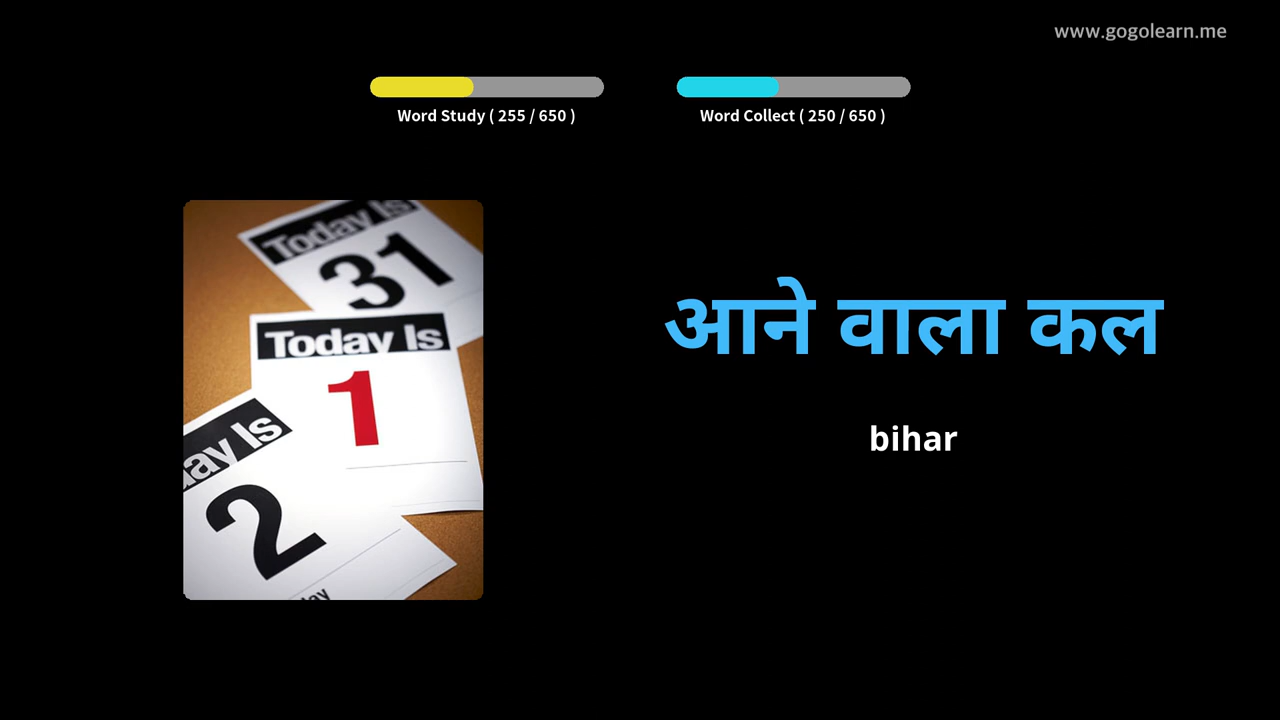 www.gogolearn.me
Word Study ( 255 / 650 )
Word Collect ( 250 / 650 )
Today Is
31
Today Is
1
ay Is
2
day
आने वाला कल
bihar